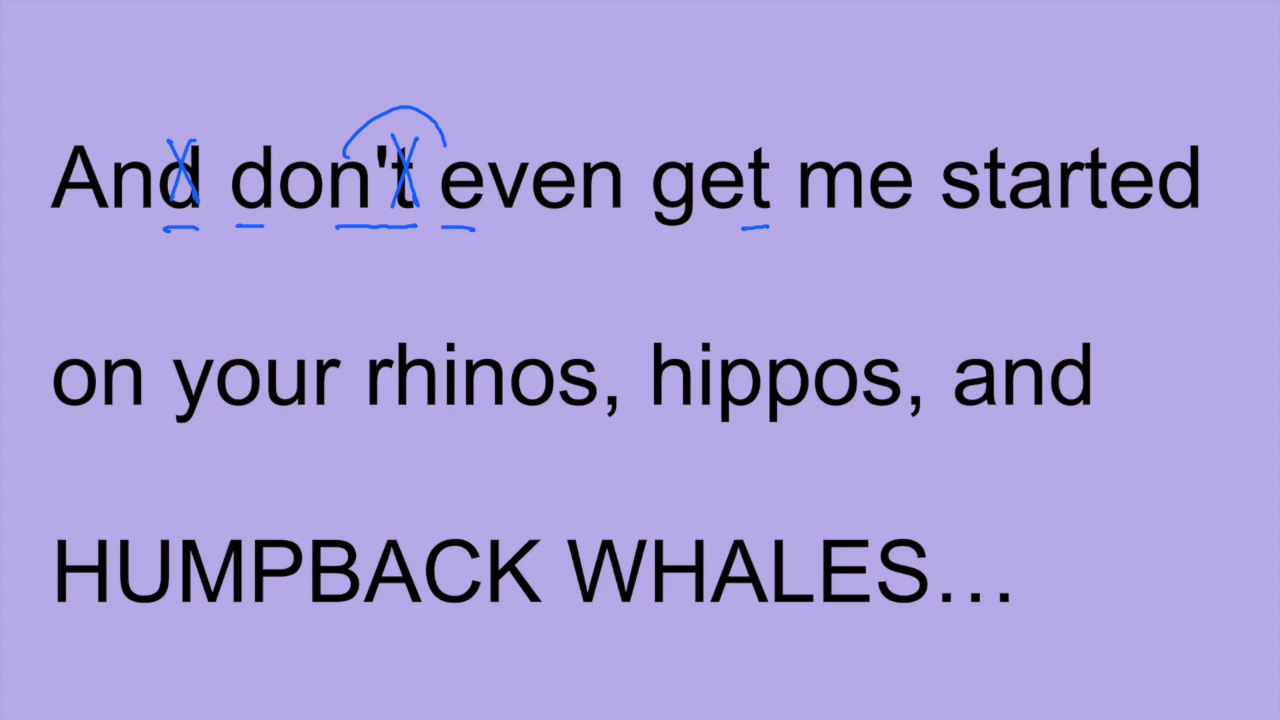 And don't even get me started
on your rhinos, hippos, and
HUMPBACK WHALES…